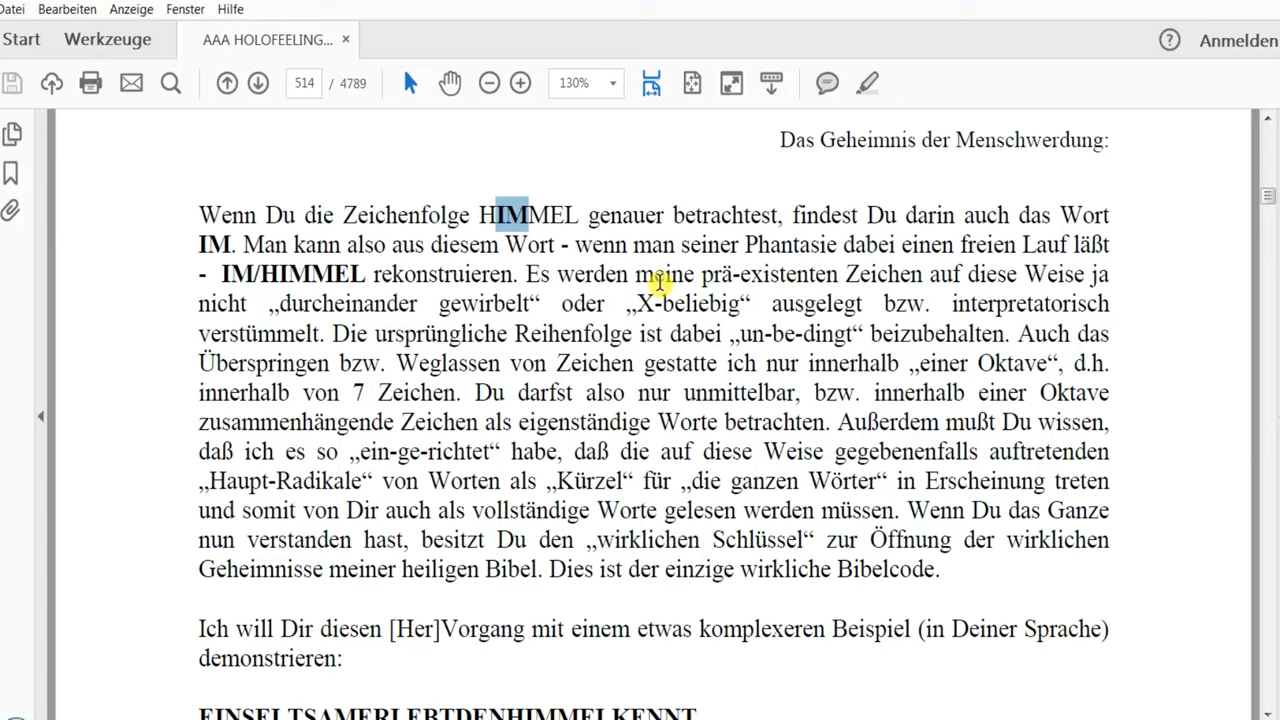 Datei Bearbeiten Anzeige Fenster Hilfe
Start Werkzeuge AAA HOLOFEELING... × ? Anmelden
514 / 4789 130%
Das Geheimnis der Menschwerdung:
Wenn Du die Zeichenfolge HIMMEL genauer betrachtest, findest Du darin auch das Wort
IM. Man kann also aus diesem Wort - wenn man seiner Phantasie dabei einen freien Lauf läßt
- IM/HIMMEL rekonstruieren. Es werden meine prä-existenten Zeichen auf diese Weise ja
nicht „durcheinander gewirbelt“ oder „X-beliebig“ ausgelegt bzw. interpretatorisch
verstümmelt. Die ursprüngliche Reihenfolge ist dabei „un-be-dingt“ beizubehalten. Auch das
Überspringen bzw. Weglassen von Zeichen gestatte ich nur innerhalb „einer Oktave“, d.h.
innerhalb von 7 Zeichen. Du darfst also nur unmittelbar, bzw. innerhalb einer Oktave
zusammenhängende Zeichen als eigenständige Worte betrachten. Außerdem mußt Du wissen,
daß ich es so „ein-ge-richtet“ habe, daß die auf diese Weise gegebenenfalls auftretenden
„Haupt-Radikale“ von Worten als „Kürzel“ für „die ganzen Wörter“ in Erscheinung treten
und somit von Dir auch als vollständige Worte gelesen werden müssen. Wenn Du das Ganze
nun verstanden hast, besitzt Du den „wirklichen Schlüssel“ zur Öffnung der wirklichen
Geheimnisse meiner heiligen Bibel. Dies ist der einzige wirkliche Bibelcode.
Ich will Dir diesen [Her]Vorgang mit einem etwas komplexeren Beispiel (in Deiner Sprache)
demonstrieren:
EINSELTSAMERLEBTDENHIMMELKENNT